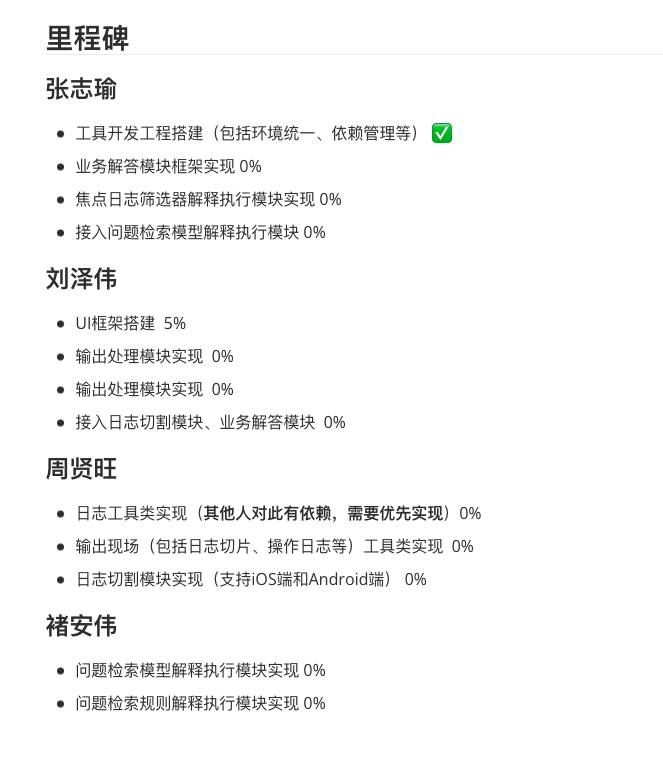 里程碑
张志瑜
工具开发工程搭建（包括环境统一、依赖管理等） ✅
业务解答模块框架实现 0%
焦点日志筛选器解释执行模块实现 0%
接入问题检索模型解释执行模块 0%
刘泽伟
UI框架搭建 5%
输出处理模块实现 0%
输出处理模块实现 0%
接入日志切割模块、业务解答模块 0%
周贤旺
日志工具类实现（其他人对此有依赖，需要优先实现）0%
输出现场（包括日志切片、操作日志等）工具类实现 0%
日志切割模块实现（支持iOS端和Android端） 0%
褚安伟
问题检索模型解释执行模块实现 0%
问题检索规则解释执行模块实现 0%